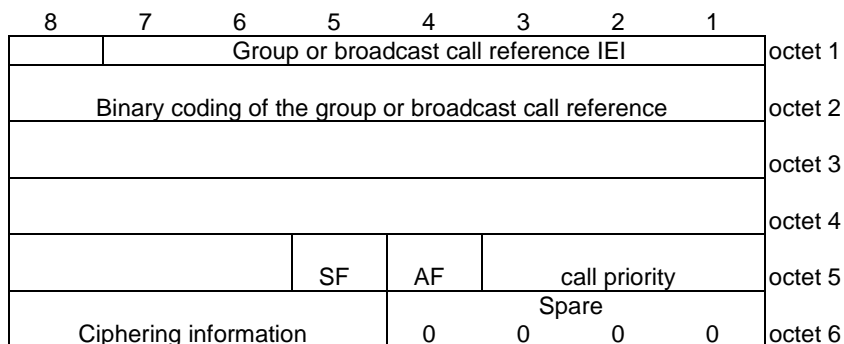 8 7 6 5 4 3 2 1
Group or broadcast call reference IEI octet 1
Binary coding of the group or broadcast call reference octet 2
octet 3
octet 4
SF AF call priority octet 5
Spare
Ciphering information 0 0 0 0 octet 6